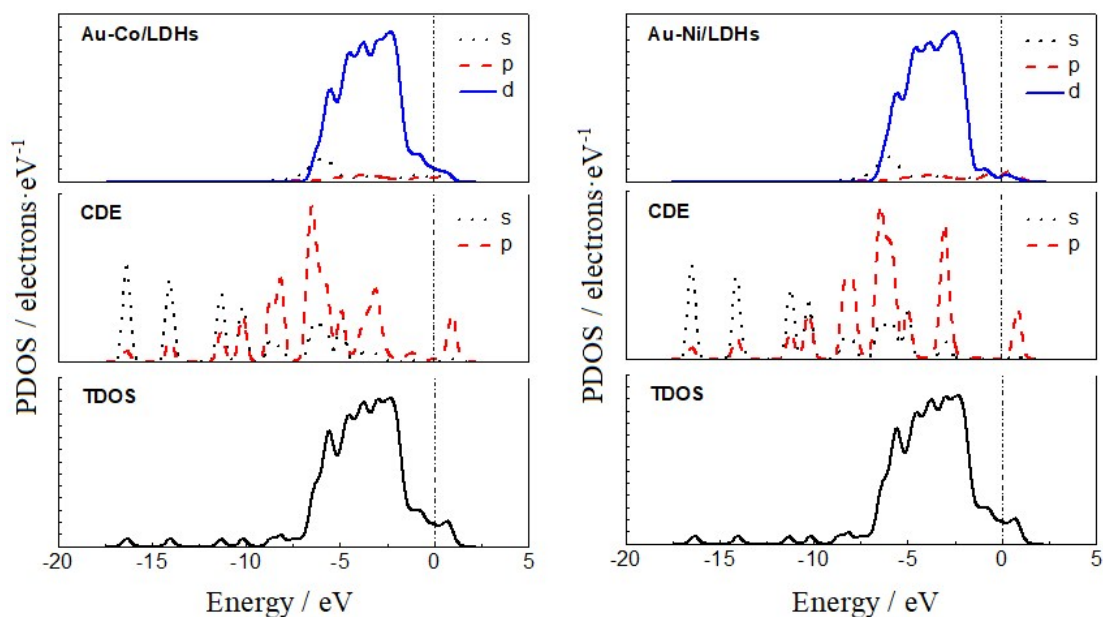 Au-Co/LDHs
s
p
d
CDE
s
p
TDOS
PDOS / electrons·eV⁻¹
-20 -15 -10 -5 0 5
Energy / eV
Au-Ni/LDHs
s
p
d
CDE
s
p
TDOS
PDOS / electrons·eV⁻¹
-20 -15 -10 -5 0 5
Energy / eV